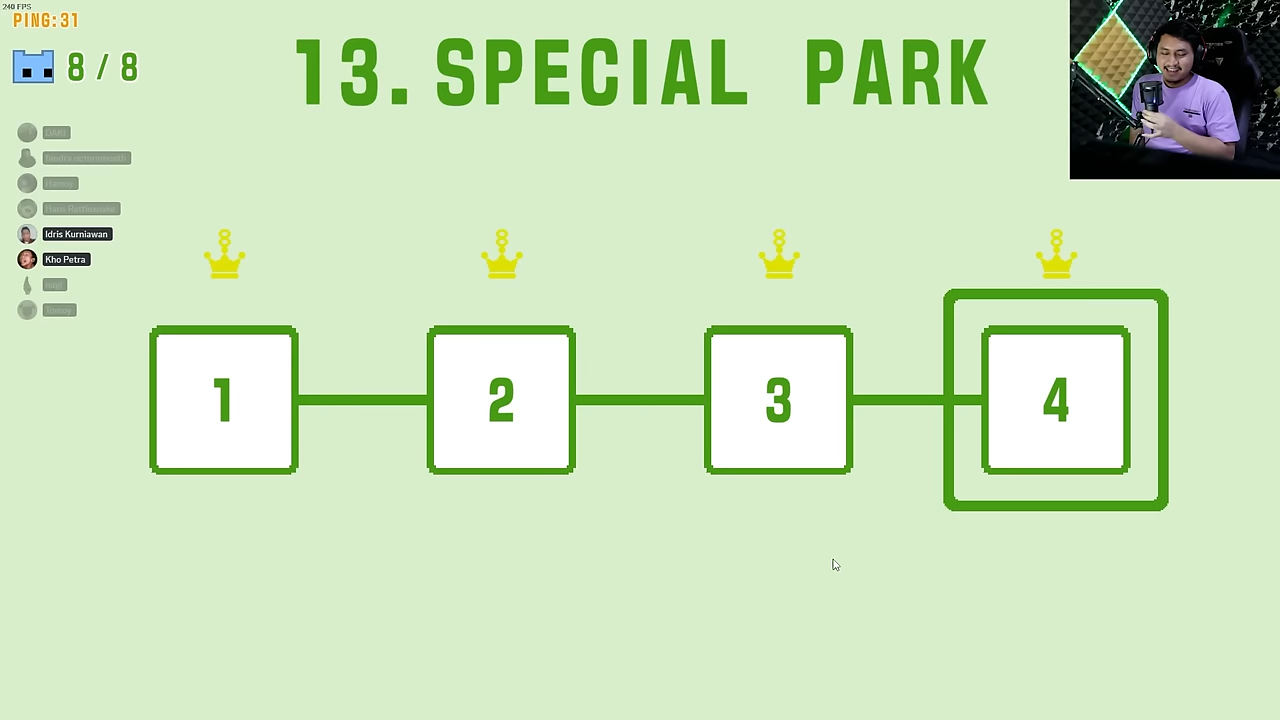 240 FPS
PING:31
8 / 8
13. SPECIAL PARK
DAKI
Idris Kurniawan
Kho Petra
8
8
8
8
1
2
3
4